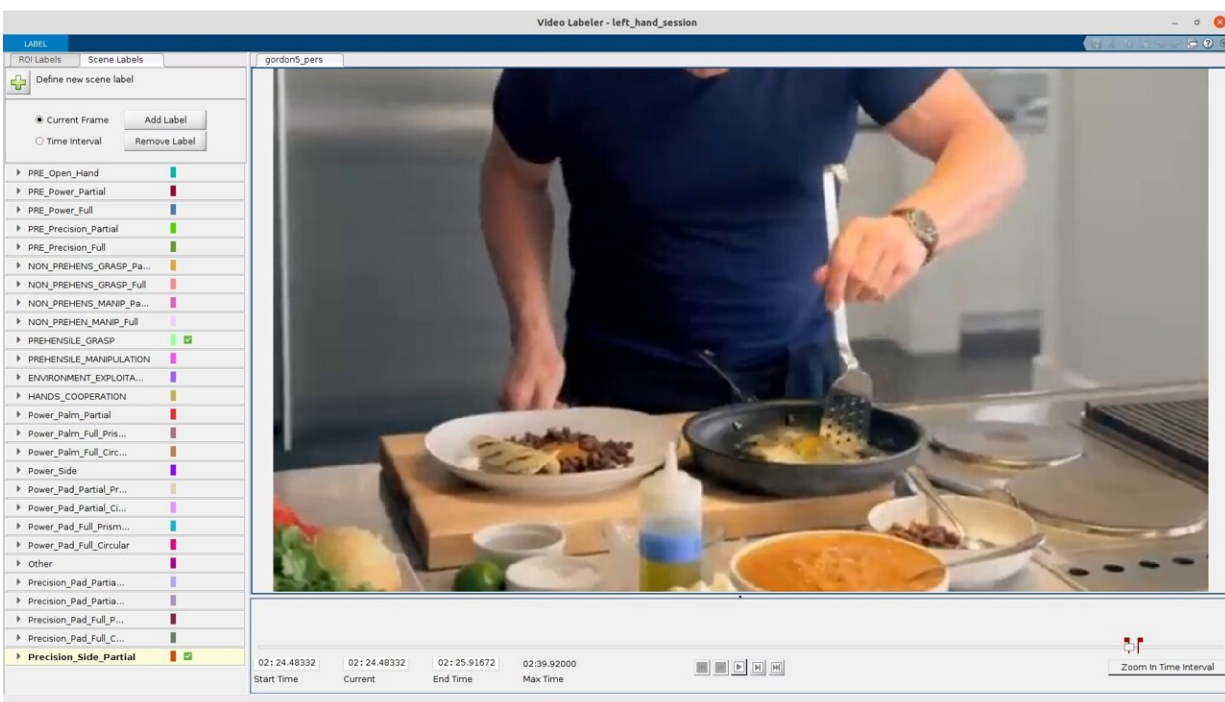 Video Labeler - left_hand_session
LABEL
ROI Labels Scene Labels
gordon5_pers
Define new scene label
Current Frame Add Label
Time Interval Remove Label
PRE_Open_Hand
PRE_Power_Partial
PRE_Power_Full
PRE_Precision_Partial
PRE_Precision_Full
NON_PREHENS_GRASP_Pa...
NON_PREHENS_GRASP_Full
NON_PREHENS_MANIP_Pa...
NON_PREHEN_MANIP_Full
PREHENSILE_GRASP
PREHENSILE_MANIPULATION
ENVIRONMENT_EXPLOITA...
HANDS_COOPERATION
Power_Palm_Partial
Power_Palm_Full_Pris...
Power_Palm_Full_Circ...
Power_Side
Power_Pad_Partial_Pr...
Power_Pad_Partial_Ci...
Power_Pad_Full_Prism...
Power_Pad_Full_Circular
Other
Precision_Pad_Partia...
Precision_Pad_Partia...
Precision_Pad_Full_P...
Precision_Pad_Full_C...
Precision_Side_Partial
02:24.48332 02:24.48332 02:25.91672 02:39.92000
Start Time Current End Time Max Time
Zoom In Time Interval